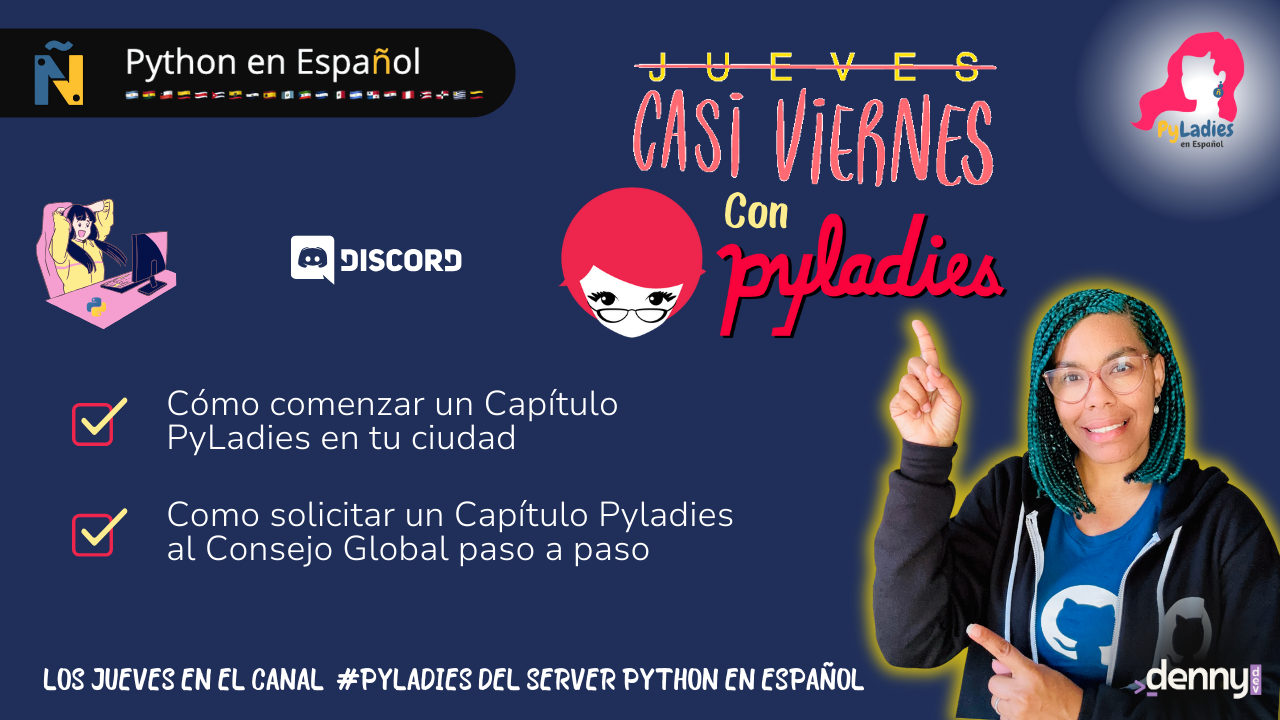 Python en Español
JUEVES
CASI VIERNES
Con
pyladies
PyLadies
en Español
DISCORD
Cómo comenzar un Capítulo
PyLadies en tu ciudad
Como solicitar un Capítulo Pyladies
al Consejo Global paso a paso
LOS JUEVES EN EL CANAL #PYLADIES DEL SERVER PYTHON EN ESPAÑOL
>_dennydev